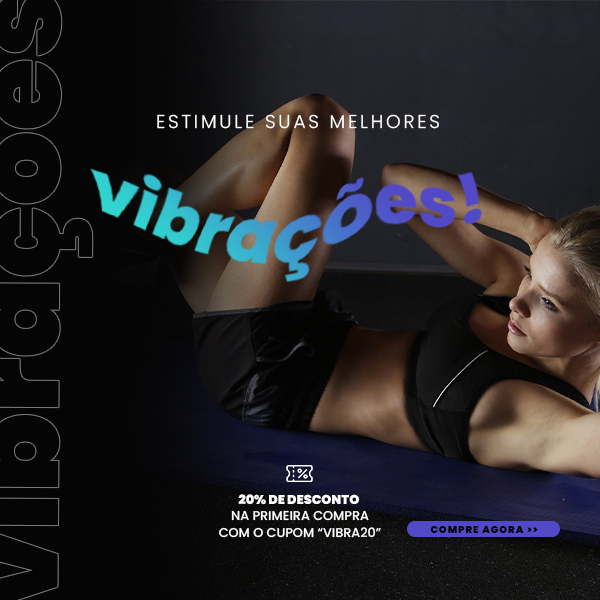 vibrações
ESTIMULE SUAS MELHORES
vibrações!
20% DE DESCONTO
NA PRIMEIRA COMPRA
COM O CUPOM “VIBRA20”
COMPRE AGORA >>